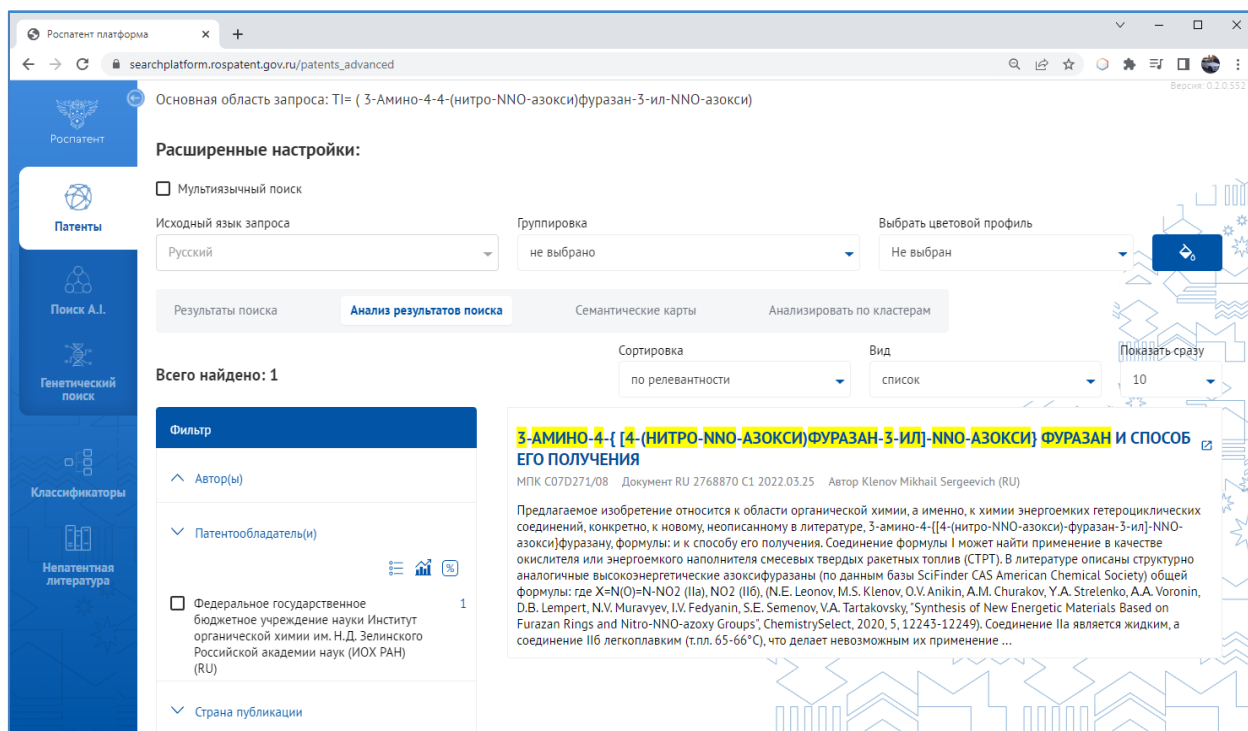 Роспатент платформа
searchplatform.rospatent.gov.ru/patents_advanced
Версия: 0.2.0.532
Роспатент
Патенты
Поиск A.I.
Генетический
поиск
Классификаторы
Непатентная
литература
Основная область запроса: TI= ( 3-Амино-4-4-(нитро-NNO-азокси)фуразан-3-ил-NNO-азокси)
Расширенные настройки:
Мультиязычный поиск
Исходный язык запроса Группировка Выбрать цветовой профиль
Русский не выбрано Не выбран
Результаты поиска Анализ результатов поиска Семантические карты Анализировать по кластерам
Сортировка Вид Показать сразу
Всего найдено: 1 по релевантности список 10
Фильтр
Автор(ы)
Патентообладатель(и)
Федеральное государственное 1
бюджетное учреждение науки Институт
органической химии им. Н.Д. Зелинского
Российской академии наук (ИОХ РАН)
(RU)
Страна публикации
3-АМИНО-4-{ [4-(НИТРО-NNO-АЗОКСИ)ФУРАЗАН-3-ИЛ]-NNO-АЗОКСИ} ФУРАЗАН И СПОСОБ
ЕГО ПОЛУЧЕНИЯ
МПК C07D271/08 Документ RU 2768870 C1 2022.03.25 Автор Klenov Mikhail Sergeevich (RU)
Предлагаемое изобретение относится к области органической химии, а именно, к химии энергоемких гетероциклических
соединений, конкретно, к новому, неописанному в литературе, 3-амино-4-{[4-(нитро-NNO-азокси)-фуразан-3-ил]-NNO-
азокси}фуразану, формулы: и к способу его получения. Соединение формулы I может найти применение в качестве
окислителя или энергоемкого наполнителя смесевых твердых ракетных топлив (СТРТ). В литературе описаны структурно
аналогичные высокоэнергетические азоксифуразаны (по данным базы SciFinder CAS American Chemical Society) общей
формулы: где X=N(O)=N-NO2 (IIa), NO2 (IIб), (N.E. Leonov, M.S. Klenov, O.V. Anikin, A.M. Churakov, Y.A. Strelenko, A.A. Voronin,
D.B. Lempert, N.V. Muravyev, I.V. Fedyanin, S.E. Semenov, V.A. Tartakovsky, "Synthesis of New Energetic Materials Based on
Furazan Rings and Nitro-NNO-azoxy Groups", ChemistrySelect, 2020, 5, 12243-12249). Соединение IIa является жидким, а
соединение IIб легкоплавким (т.пл. 65-66°C), что делает невозможным их применение ...